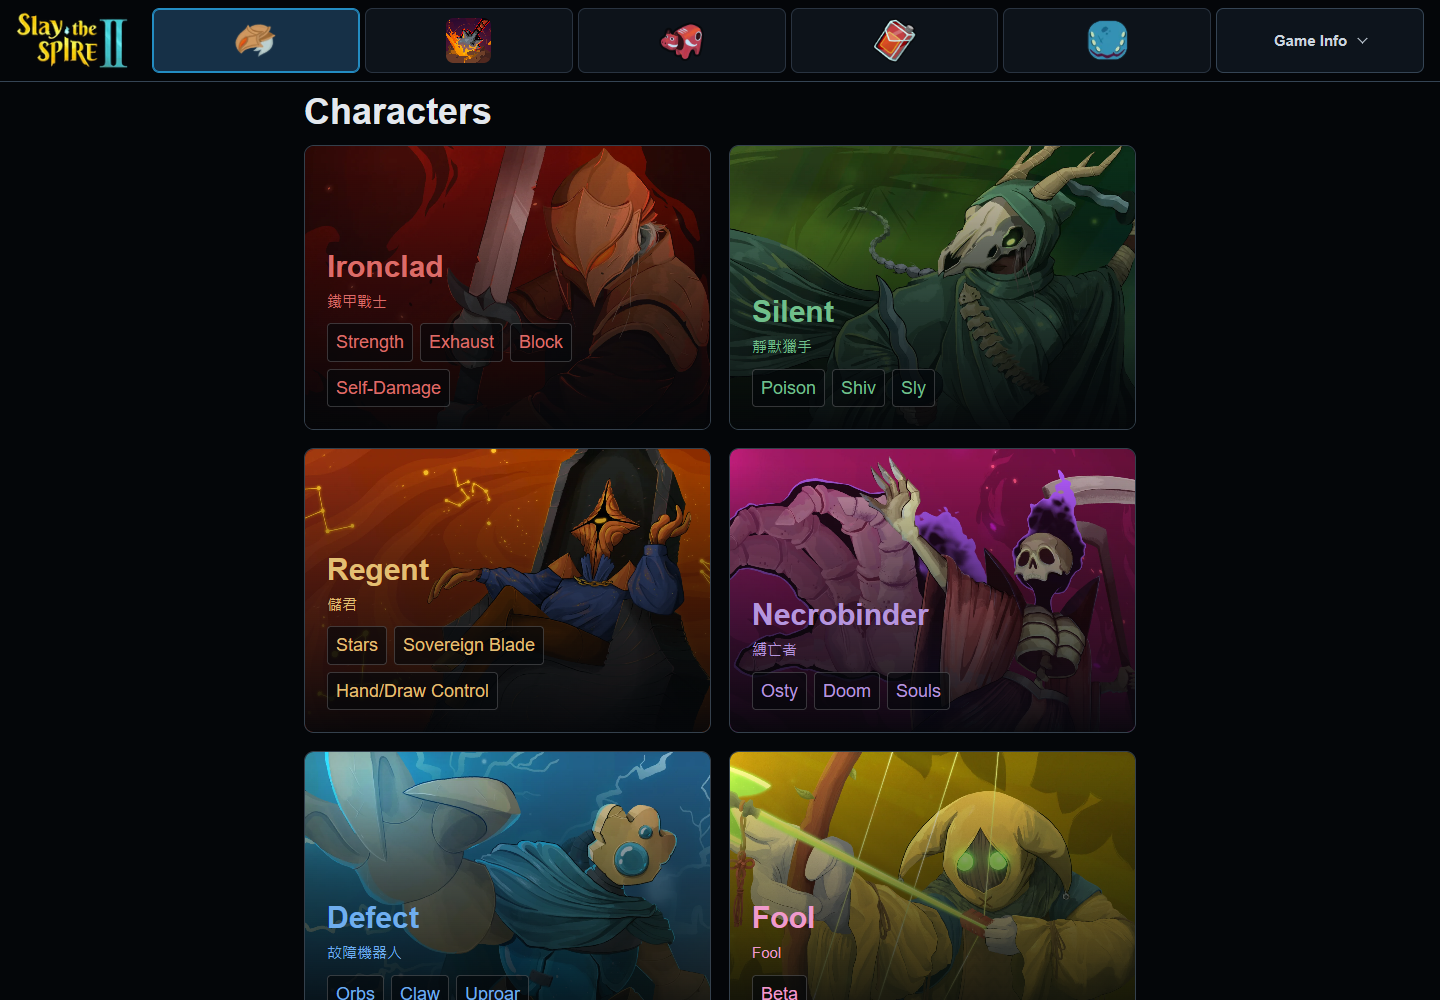 Slay the
SPIRE II
Game Info
Characters
Ironclad
鐵甲戰士
Strength Exhaust Block
Self-Damage
Silent
靜默獵手
Poison Shiv Sly
Regent
儲君
Stars Sovereign Blade
Hand/Draw Control
Necrobinder
縛亡者
Osty Doom Souls
Defect
故障機器人
Orbs Claw Uproar
Fool
Fool
Beta